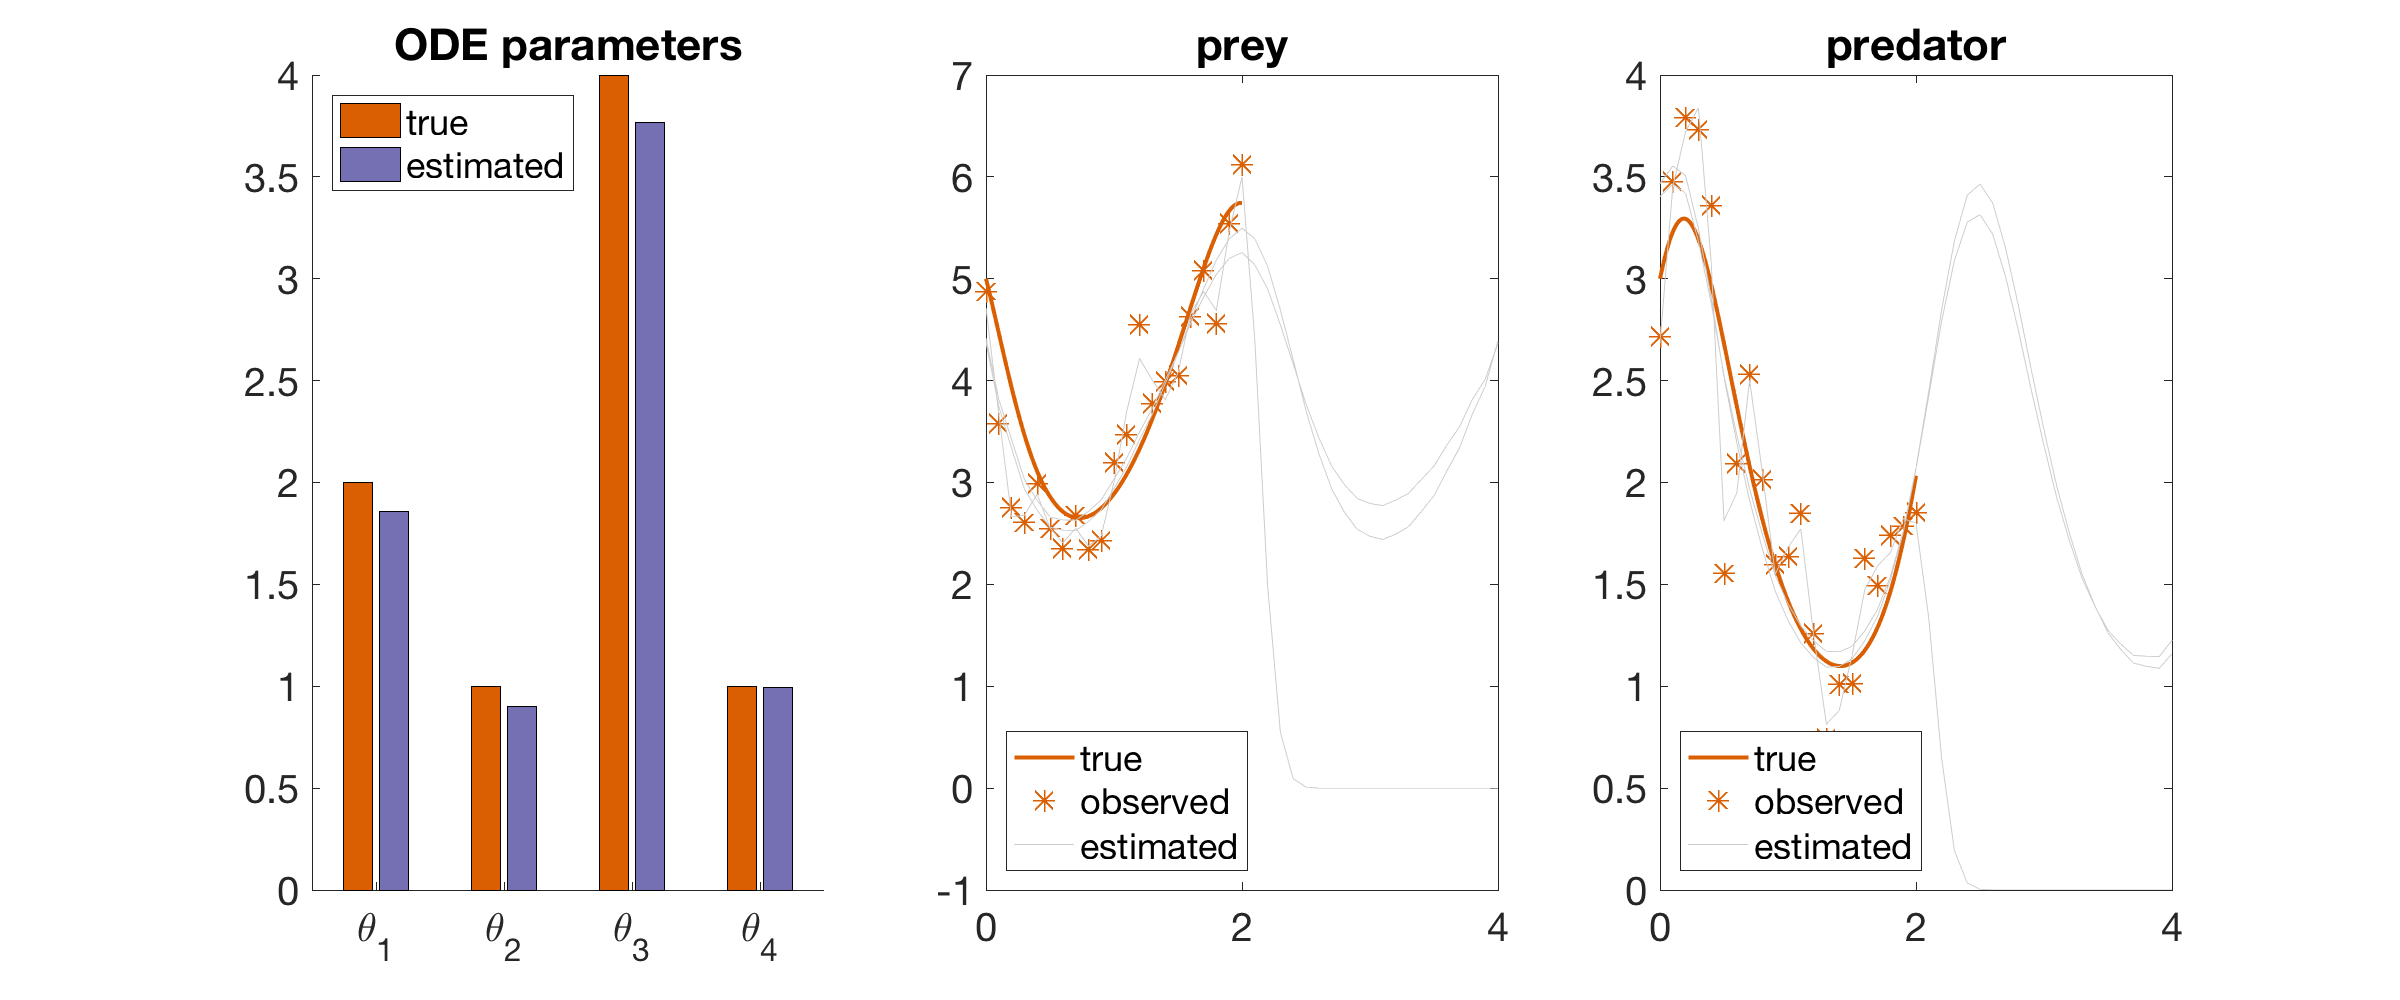 ODE parameters
4
3.5
3
2.5
2
1.5
1
0.5
0
true
estimated
θ1 θ2 θ3 θ4
prey
7
6
5
4
3
2
1
0
-1
true
observed
estimated
0 2 4
predator
4
3.5
3
2.5
2
1.5
1
0.5
0
true
observed
estimated
0 2 4